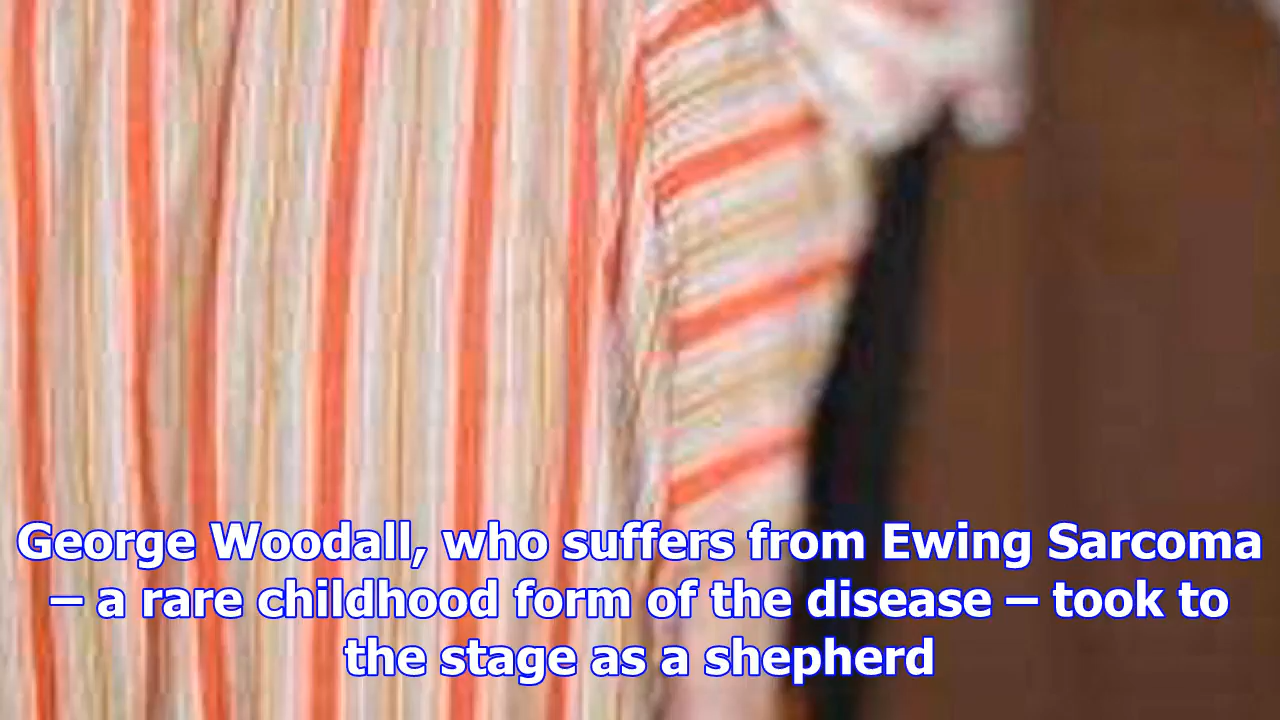 George Woodall, who suffers from Ewing Sarcoma
– a rare childhood form of the disease – took to
the stage as a shepherd